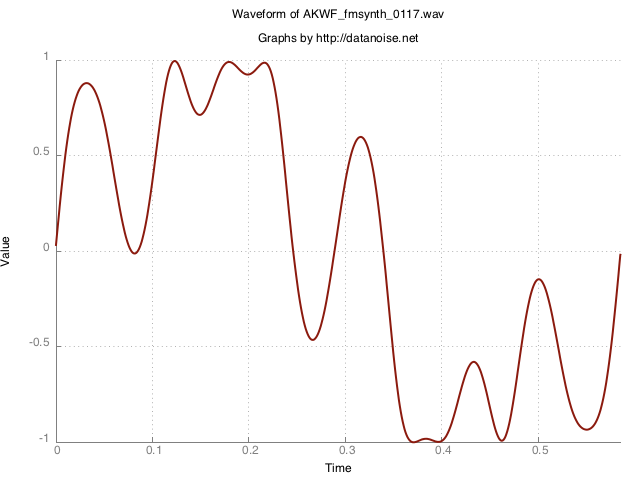 Waveform of AKWF_fmsynth_0117.wav
Graphs by http://datanoise.net
1
0.5
0
-0.5
-1
Value
0 0.1 0.2 0.3 0.4 0.5
Time